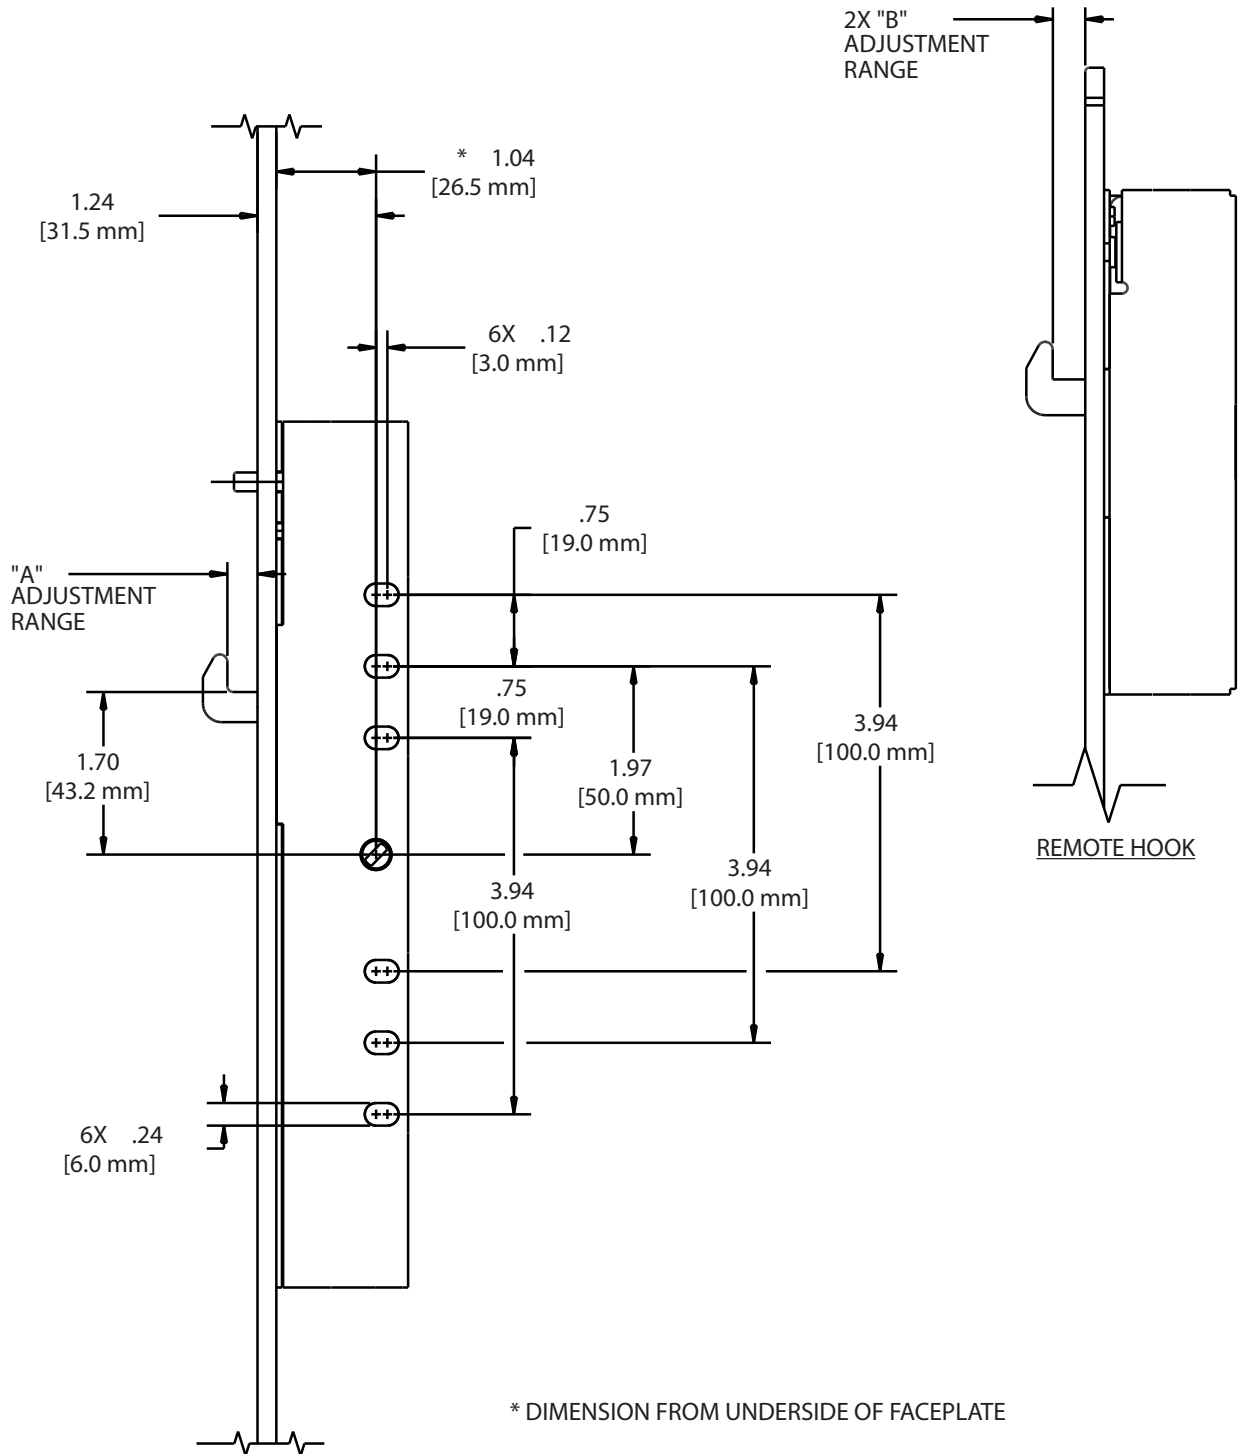 2X "B"
ADJUSTMENT
RANGE
* 1.04
[26.5 mm]
1.24
[31.5 mm]
6X .12
[3.0 mm]
.75
[19.0 mm]
"A"
ADJUSTMENT
RANGE
.75
[19.0 mm]
3.94
[100.0 mm]
1.70
[43.2 mm]
1.97
[50.0 mm]
REMOTE HOOK
3.94
[100.0 mm]
3.94
[100.0 mm]
6X .24
[6.0 mm]
* DIMENSION FROM UNDERSIDE OF FACEPLATE